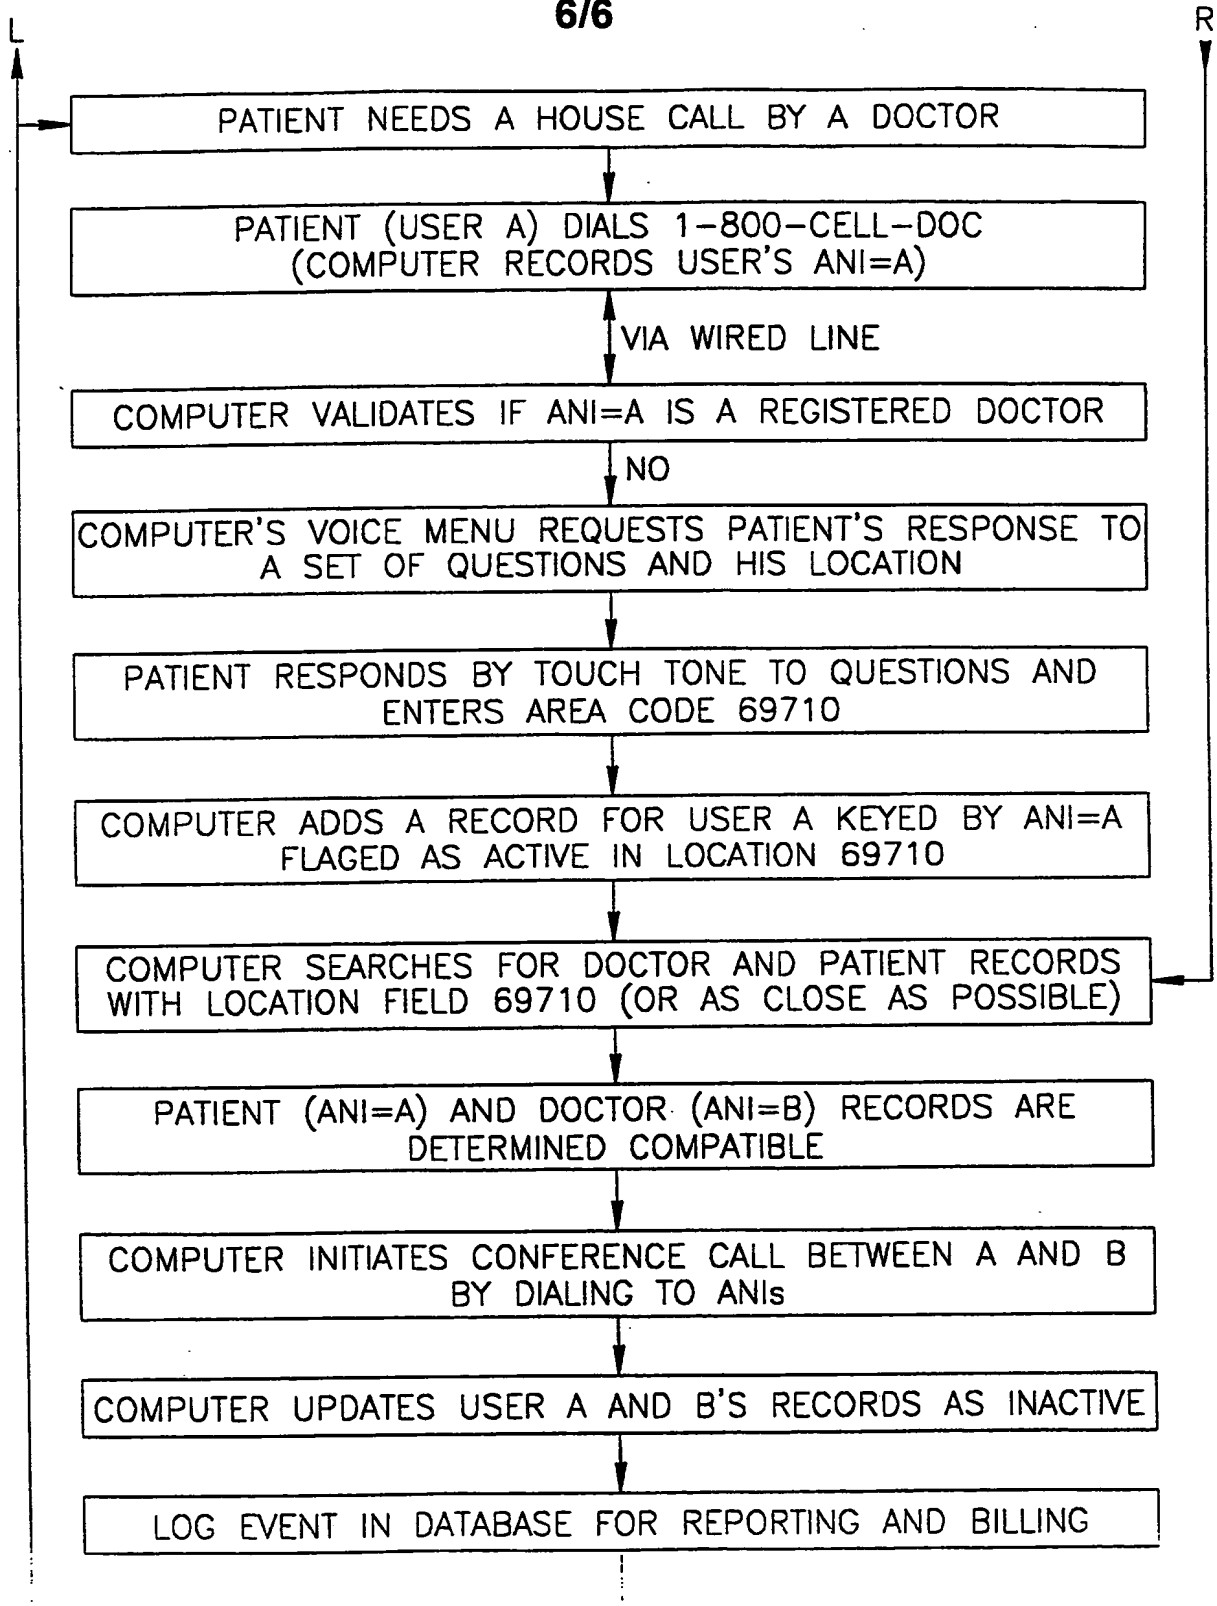 6/6
L
R
PATIENT NEEDS A HOUSE CALL BY A DOCTOR
PATIENT (USER A) DIALS 1-800-CELL-DOC
(COMPUTER RECORDS USER'S ANI=A)
VIA WIRED LINE
COMPUTER VALIDATES IF ANI=A IS A REGISTERED DOCTOR
NO
COMPUTER'S VOICE MENU REQUESTS PATIENT'S RESPONSE TO
A SET OF QUESTIONS AND HIS LOCATION
PATIENT RESPONDS BY TOUCH TONE TO QUESTIONS AND
ENTERS AREA CODE 69710
COMPUTER ADDS A RECORD FOR USER A KEYED BY ANI=A
FLAGED AS ACTIVE IN LOCATION 69710
COMPUTER SEARCHES FOR DOCTOR AND PATIENT RECORDS
WITH LOCATION FIELD 69710 (OR AS CLOSE AS POSSIBLE)
PATIENT (ANI=A) AND DOCTOR (ANI=B) RECORDS ARE
DETERMINED COMPATIBLE
COMPUTER INITIATES CONFERENCE CALL BETWEEN A AND B
BY DIALING TO ANIs
COMPUTER UPDATES USER A AND B'S RECORDS AS INACTIVE
LOG EVENT IN DATABASE FOR REPORTING AND BILLING